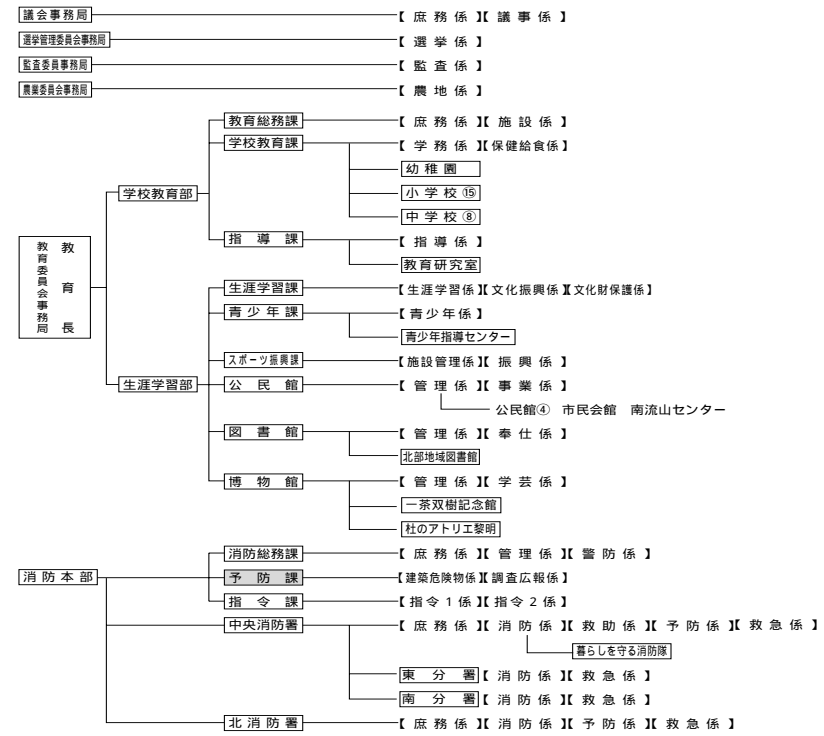 議会事務局 【庶務係】【議事係】
選挙管理委員会事務局 【選挙係】
監査委員事務局 【監査係】
農業委員会事務局 【農地係】
教育総務課 【庶務係】【施設係】
学校教育課 【学務係】【保健給食係】
幼稚園
学校教育部 小学校⑮
中学校⑧
指導課 【指導係】
教育研究室
教育委員会事務局 教育長
生涯学習課 【生涯学習係】【文化振興係】【文化財保護係】
青少年課 【青少年係】
青少年指導センター
スポーツ振興課 【施設管理係】【振興係】
生涯学習部 公民館 【管理係】【事業係】
公民館④ 市民会館 南流山センター
図書館 【管理係】【奉仕係】
北部地域図書館
博物館 【管理係】【学芸係】
一茶双樹記念館
杜のアトリエ黎明
消防総務課 【庶務係】【管理係】【警防係】
消防本部 予防課 【建築危険物係】【調査広報係】
指令課 【指令1係】【指令2係】
中央消防署 【庶務係】【消防係】【救助係】【予防係】【救急係】
暮らしを守る消防隊
東分署【消防係】【救急係】
南分署【消防係】【救急係】
北消防署 【庶務係】【消防係】【予防係】【救急係】